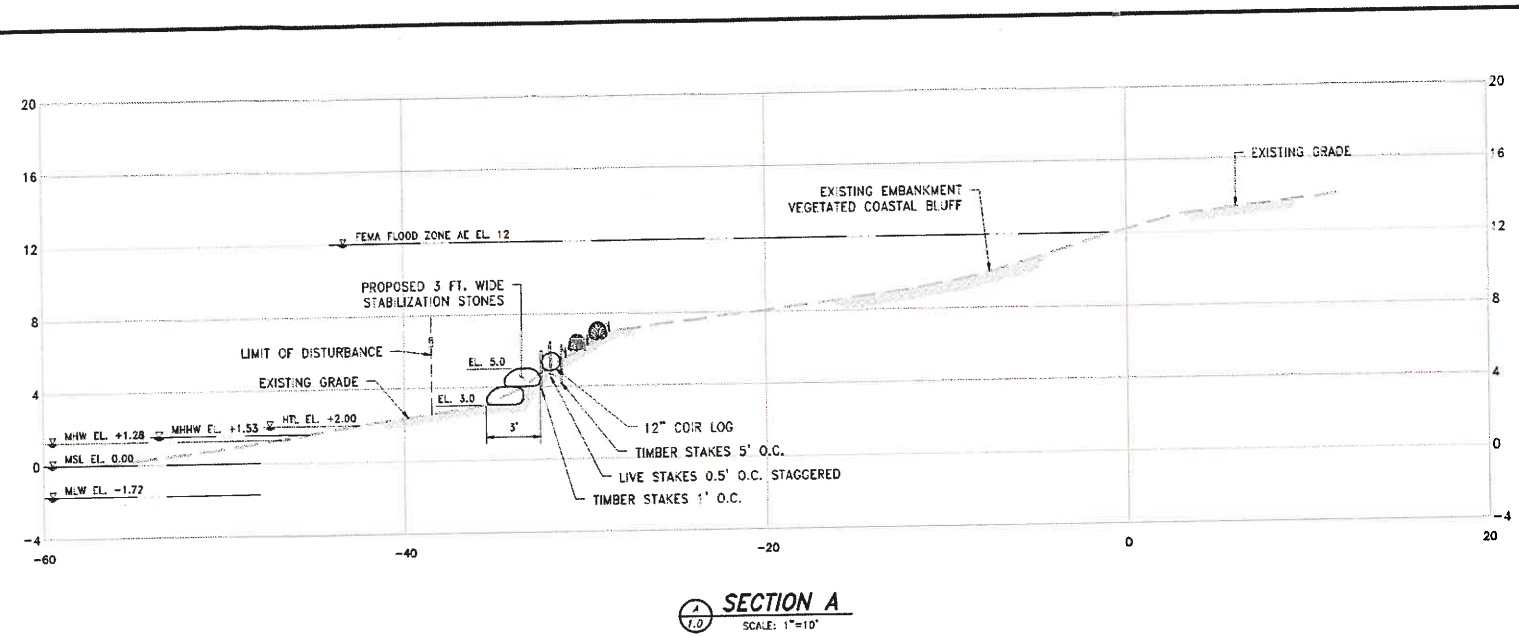 20
20
16
16
EXISTING GRADE
EXISTING EMBANKMENT
VEGETATED COASTAL BLUFF
12
12
FEMA FLOOD ZONE AE EL. 12
PROPOSED 3 FT. WIDE
STABILIZATION STONES
8
8
LIMIT OF DISTURBANCE
EL. 5.0
EXISTING GRADE
4
4
EL. 3.0
HTL EL. +2.00
MHW EL. +1.28
MHHW EL. +1.53
3'
12" COIR LOG
TIMBER STAKES 5' O.C.
0
0
MSL EL. 0.00
LIVE STAKES 0.5' O.C. STAGGERED
MLW EL. -1.72
TIMBER STAKES 1' O.C.
-4
-4
-60
-40
-20
0
20
A
1.0
SECTION A
SCALE: 1"=10'